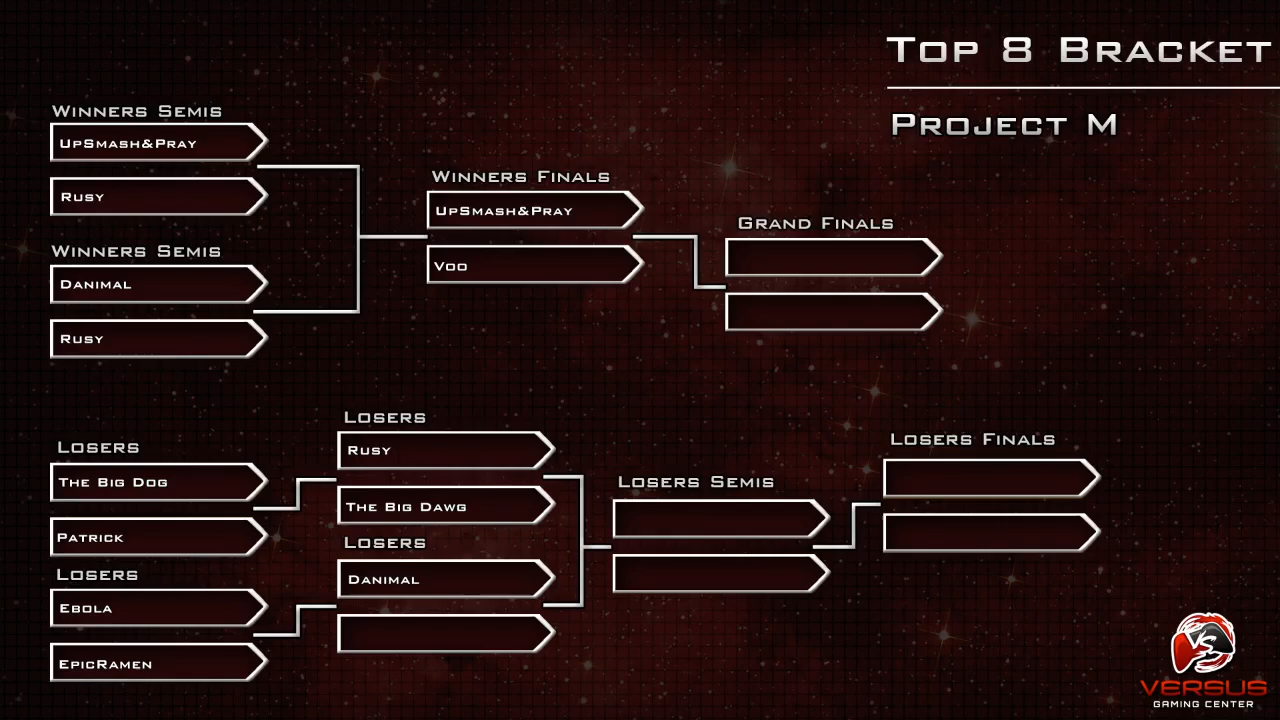 Top 8 Bracket
Project M
Winners Semis
UpSmash&Pray
Rusy
Winners Semis
Danimal
Rusy
Winners Finals
UpSmash&Pray
Voo
Grand Finals
Losers
The Big Dog
Patrick
Losers
Ebola
EpicRamen
Losers
Rusy
The Big Dawg
Losers
Danimal
Losers Semis
Losers Finals
VS
VERSUS
GAMING CENTER